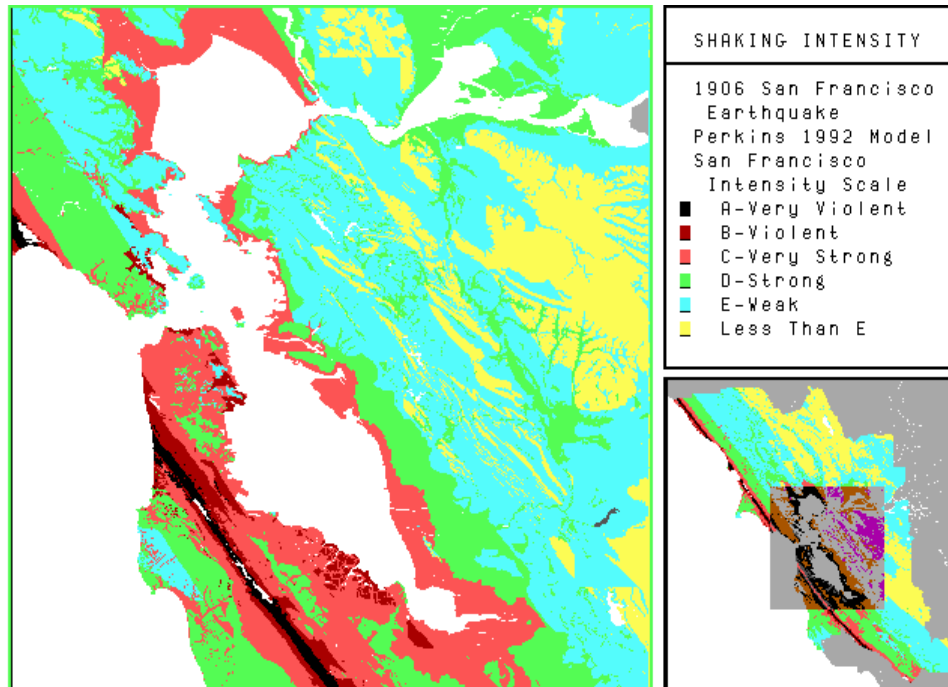 SHAKING INTENSITY
1906 San Francisco
Earthquake
Perkins 1992 Model
San Francisco
Intensity Scale
A-Very Violent
B-Violent
C-Very Strong
D-Strong
E-Weak
Less Than E